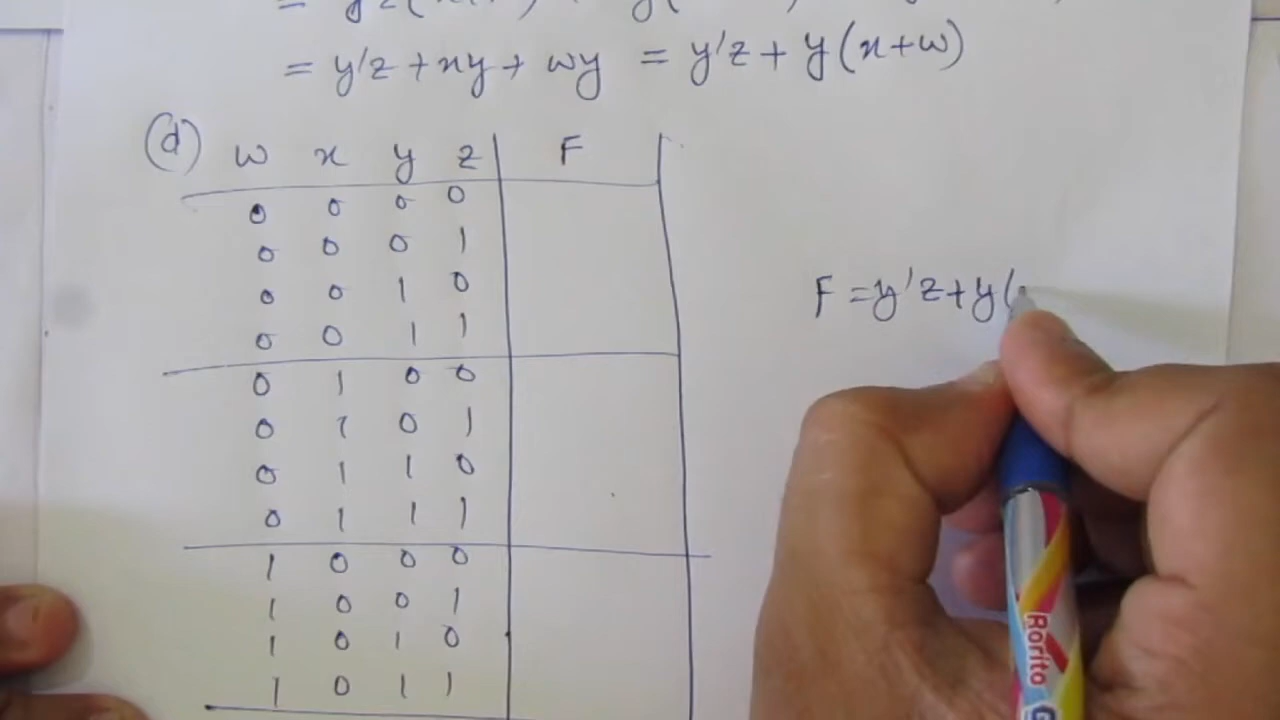 = y'z + xy + wy = y'z + y(x+w)
(d) w x y z F
0 0 0 0
0 0 0 1
0 0 1 0
0 0 1 1
F = y'z + y(
0 1 0 0
0 1 0 1
0 1 1 0
0 1 1 1
1 0 0 0
1 0 0 1
1 0 1 0
1 0 1 1
Rorito